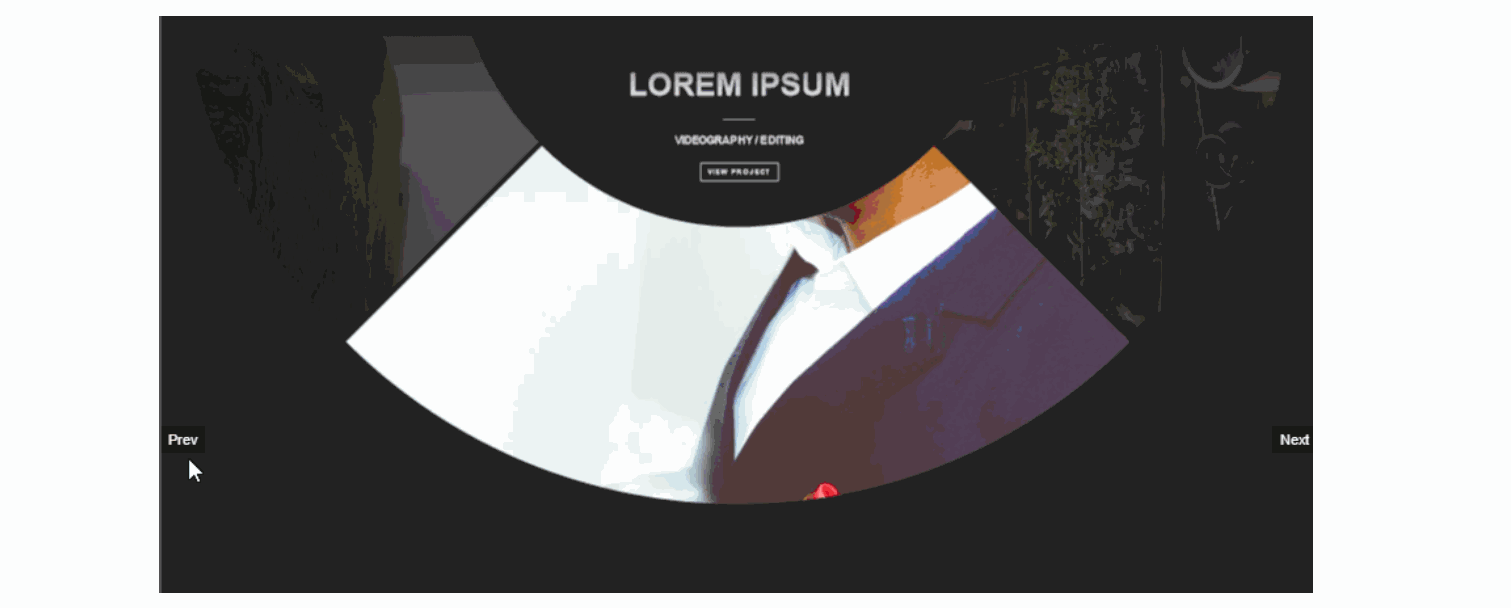 LOREM IPSUM
VIDEOGRAPHY / EDITING
VIEW PROJECT
Prev
Next